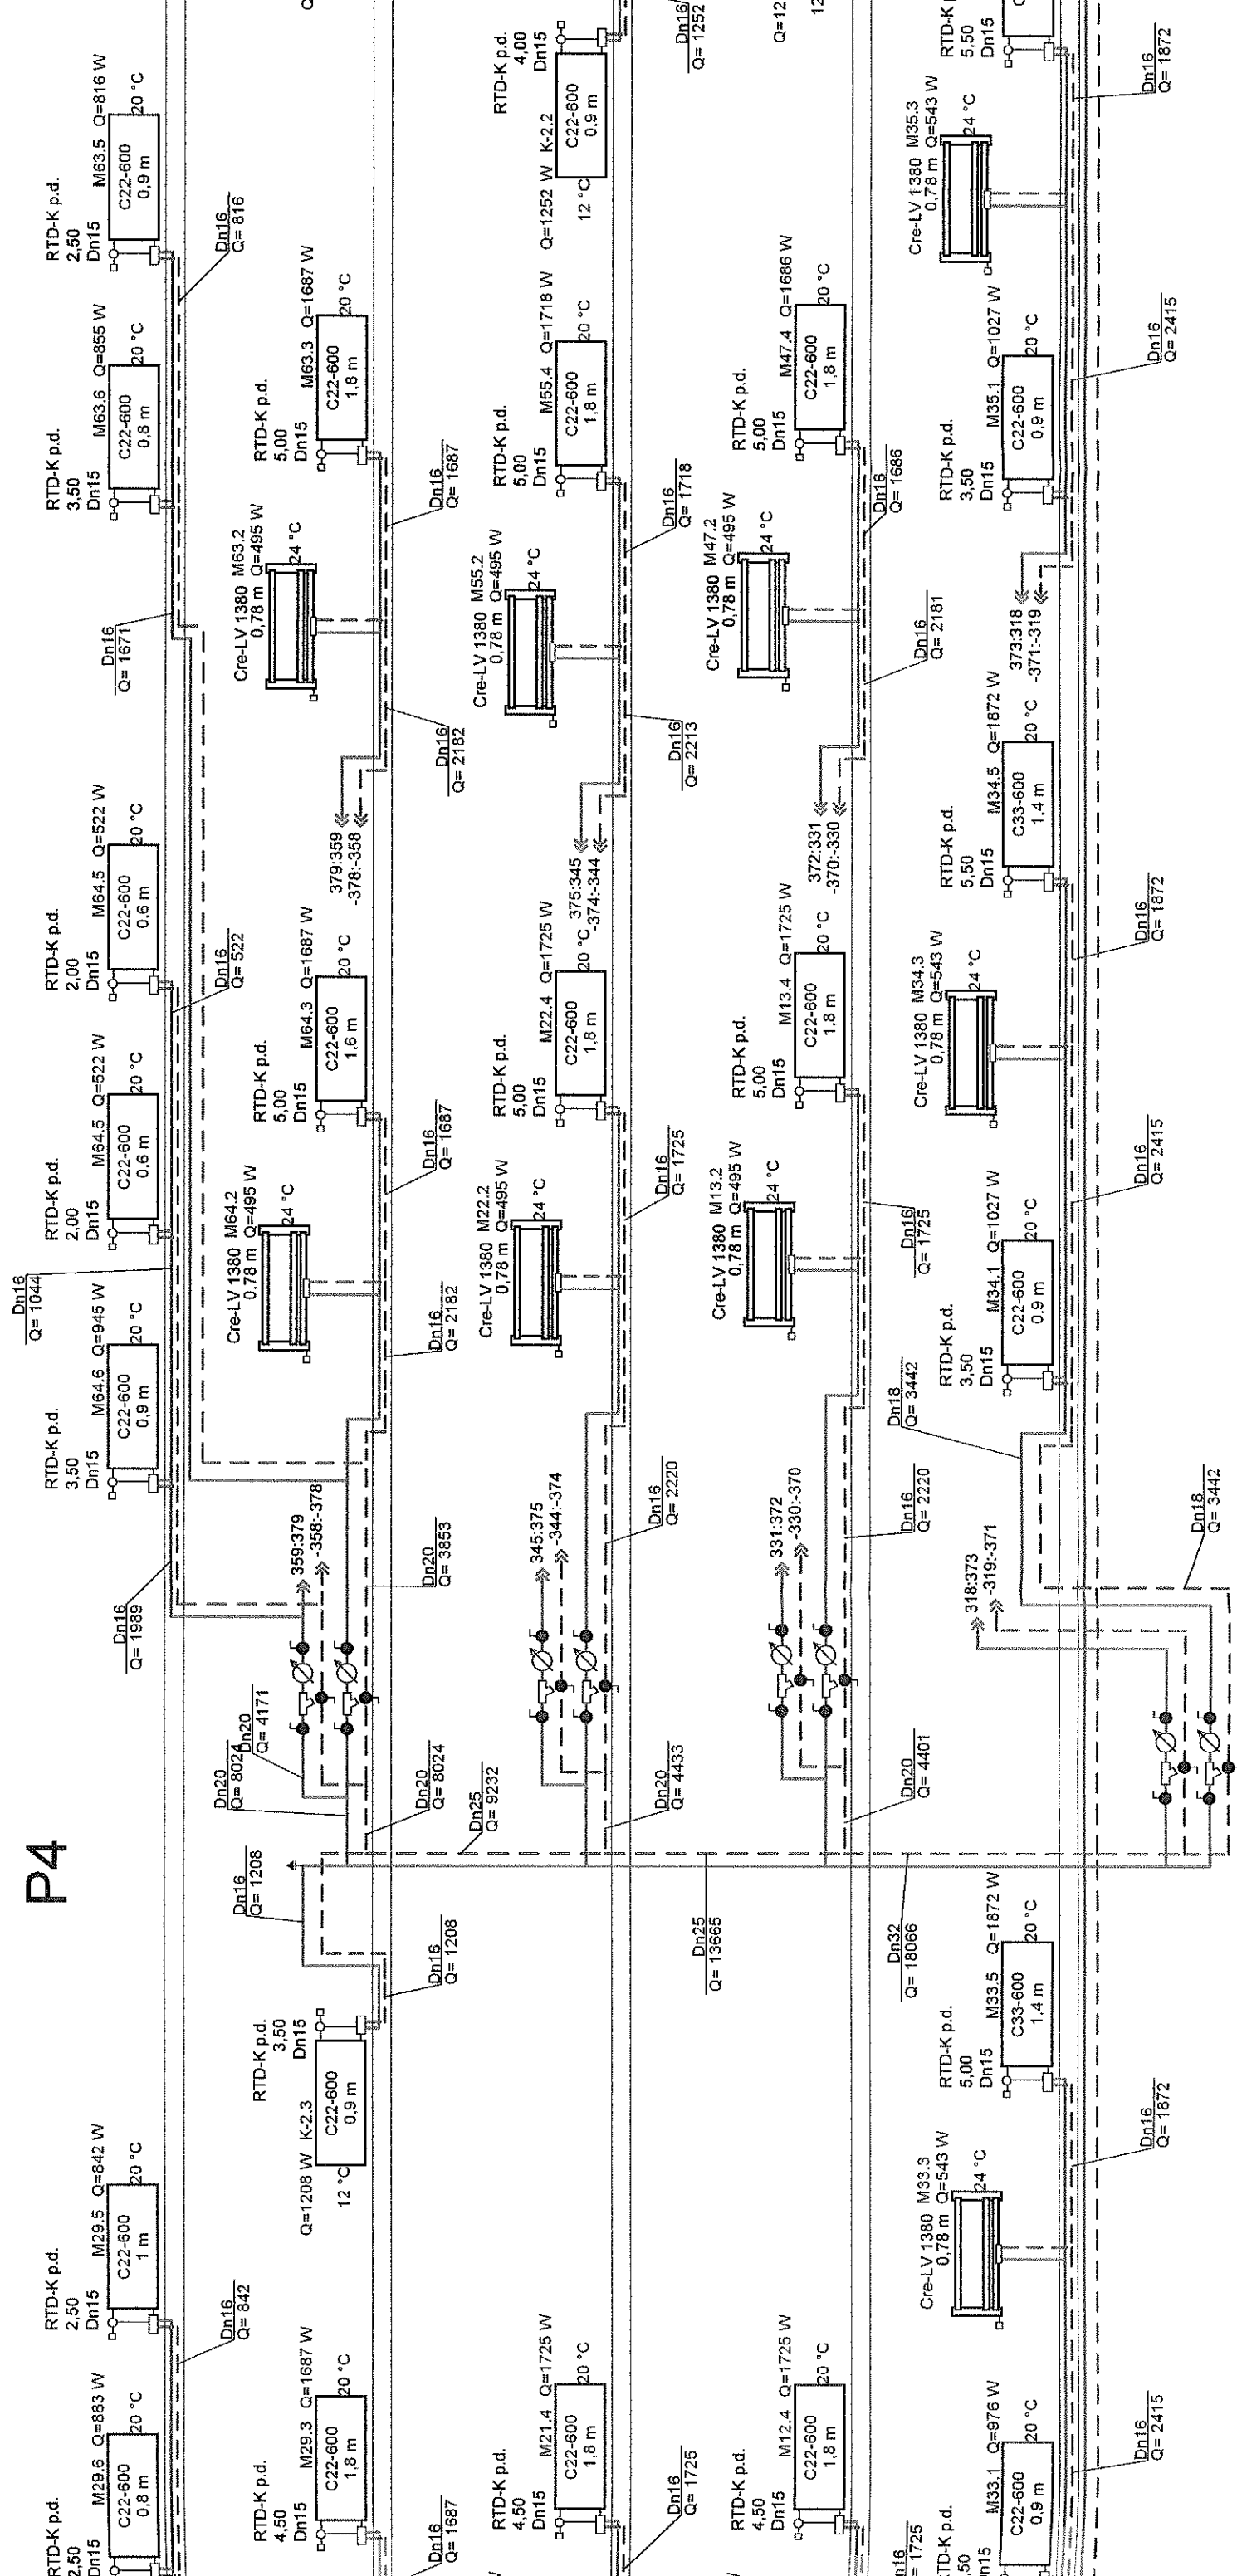 P4
RTD-K p.d.
2,50
Dn15
M29.6 Q=883 W
C22-600
0.8 m
20 °C
RTD-K p.d.
2,50
Dn15
M29.5 Q=842 W
C22-600
1 m
20 °C
Dn16
Q= 842
Dn16
Q= 1989
RTD-K p.d.
3,50
Dn15
M64.6 Q=945 W
C22-600
0,9 m
20 °C
Dn16
Q= 1044
RTD-K p.d.
2,00
Dn15
M64.5 Q=522 W
C22-600
0,6 m
20 °C
RTD-K p.d.
2,00
Dn15
M64.5 Q=522 W
C22-600
0.6 m
20 °C
Dn16
Q= 522
Dn16
Q= 1671
RTD-K p.d.
3,50
Dn15
M63.6 Q=855 W
C22-600
0.8 m
20 °C
RTD-K p.d.
2,50
Dn15
M63.5 Q=816 W
C22-600
0,9 m
20 °C
Dn16
Q= 816
RTD-K p.d.
4,50
Dn15
M29.3 Q=1687 W
C22-600
1,8 m
20 °C
Dn16
Q= 1687
Q=1208 W K-2.3
RTD-K p.d.
3,50
Dn15
C22-600
0,9 m
12 °C
Dn16
Q= 1208
Dn16
Q= 1208
Dn20
Q= 8024
Dn20
Q= 4171
Dn20
Q= 8024
Dn25
Q= 9232
359:379
-358:-378
Dn20
Q= 3853
Cre-LV 1380 M64.2
0,78 m Q=495 W
24 °C
Dn16
Q= 2182
RTD-K p.d.
5,00
Dn15
M64.3 Q=1687 W
C22-600
1,6 m
20 °C
Dn16
Q= 1687
379:359
-378:-358
Cre-LV 1380 M63.2
0,78 m Q=495 W
24 °C
Dn16
Q= 2182
RTD-K p.d.
5,00
Dn15
M63.3 Q=1687 W
C22-600
1,8 m
20 °C
Dn16
Q= 1687
RTD-K p.d.
4,50
Dn15
M21.4 Q=1725 W
C22-600
1,8 m
20 °C
Dn16
Q= 1725
Dn20
Q= 4433
Dn25
Q= 13665
345:375
-344:-374
Dn16
Q= 2220
Cre-LV 1380 M22.2
0,78 m Q=495 W
24 °C
RTD-K p.d.
5,00
Dn15
M22.4 Q=1725 W
C22-600
1,8 m
20 °C
Dn16
Q= 1725
375:345
-374:-344
Cre-LV 1380 M55.2
0,78 m Q=495 W
24 °C
Dn16
Q= 2213
RTD-K p.d.
5,00
Dn15
M55.4 Q=1718 W
C22-600
1,8 m
20 °C
Dn16
Q= 1718
Q=1252 W K-2.2
RTD-K p.d.
4,00
Dn15
C22-600
0,9 m
12 °C
Dn16
Q= 1252
RTD-K p.d.
4,50
Dn15
M12.4 Q=1725 W
C22-600
1,8 m
20 °C
Q= 1725
Dn20
Q= 4401
Dn32
Q= 18066
331:372
-330:-370
Dn16
Q= 2220
Cre-LV 1380 M13.2
0,78 m Q=495 W
24 °C
RTD-K p.d.
5,00
Dn15
M13.4 Q=1725 W
C22-600
1,8 m
20 °C
Dn16
Q= 1725
372:331
-370:-330
Cre-LV 1380 M47.2
0,78 m Q=495 W
24 °C
Dn16
Q= 2181
RTD-K p.d.
5,00
Dn15
M47.4 Q=1686 W
C22-600
1,8 m
20 °C
Dn16
Q= 1686
M33.1 Q=976 W
C22-600
0,9 m
20 °C
Dn16
Q= 2415
Cre-LV 1380 M33.3
0,78 m Q=543 W
24 °C
RTD-K p.d.
5,00
Dn15
M33.5 Q=1872 W
C33-600
1.4 m
20 °C
Dn16
Q= 1872
318:373
-319:-371
Dn18
Q= 3442
Dn18
Q= 3442
RTD-K p.d.
3,50
Dn15
M34.1 Q=1027 W
C22-600
0,9 m
20 °C
Dn16
Q= 2415
Cre-LV 1380 M34.3
0,78 m Q=543 W
24 °C
RTD-K p.d.
5,50
Dn15
M34.5 Q=1872 W
C33-600
1.4 m
20 °C
Dn16
Q= 1872
373:318
-371:-319
RTD-K p.d.
3,50
Dn15
M35.1 Q=1027 W
C22-600
0,9 m
20 °C
Dn16
Q= 2415
Cre-LV 1380 M35.3
0,78 m Q=543 W
24 °C
RTD-K p.d.
5,50
Dn15
Dn16
Q= 1872